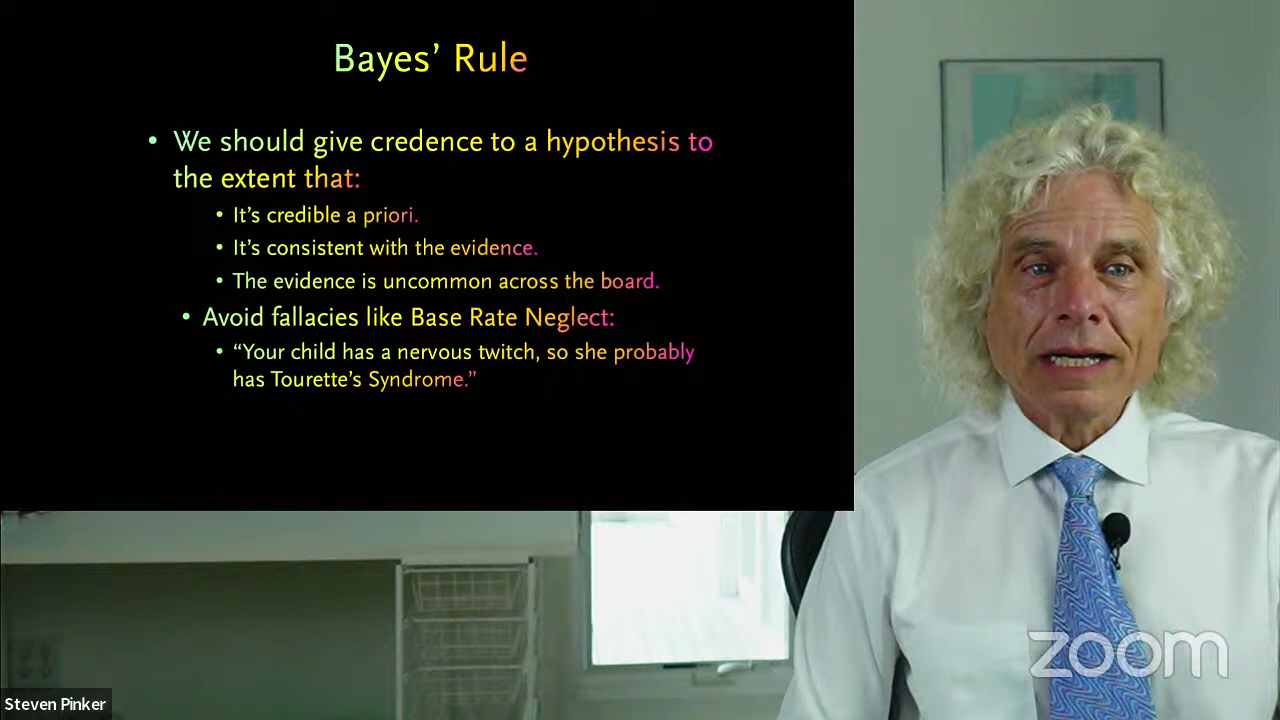 Bayes’ Rule
• We should give credence to a hypothesis to
the extent that:
• It’s credible a priori.
• It’s consistent with the evidence.
• The evidence is uncommon across the board.
• Avoid fallacies like Base Rate Neglect:
• “Your child has a nervous twitch, so she probably
has Tourette’s Syndrome.”
zoom
Steven Pinker